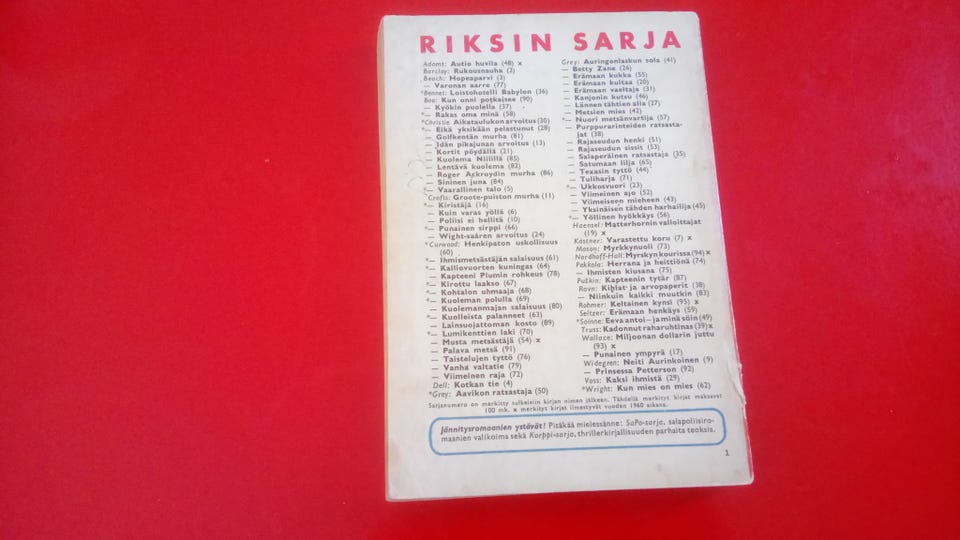 RIKSIN SARJA
Adams: Autio huvila (48) x
Barclay: Rukousnauha (2)
Beach: Hopeaparvi (3)
— Varonan aarre (77)
*Bennet: Loistohotelli Babylon (36)
Boo: Kun onni potkaisee (90)
— Kyökin puolella (37)
*— Rakas oma minä (58)
*Christie Aikataulukon arvoitus (30)
*— Eikä yksikään pelastunut (28)
— Golfkentän murha (81)
— Idän pikajunan arvoitus (13)
— Kortit pöydällä (21)
— Kuolema Niilillä (85)
— Lentävä kuolema (82)
— Roger Ackroydin murha (86)
— Sininen juna (84)
*— Vaarallinen talo (5)
*Crofts: Groote-puiston murha (11)
*— Kiristäjä (16)
— Kuin varas yöllä (6)
— Poliisi ei hellitä (10)
*— Punainen sirppi (66)
— Wight-saaren arvoitus (24)
*Curwood: Henkipaton uskollisuus
(60)
*— Ihmismetsästäjän salaisuus (61)
*— Kalliovuorten kuningas (64)
— Kapteeni Plumin rohkeus (78)
*— Kirottu laakso (67)
*— Kohtalon uhmaaja (68)
*— Kuoleman polulla (69)
— Kuolemanmajan salaisuus (80)
*— Kuolleista palanneet (63)
— Lainsuojattoman kosto (89)
*— Lumikenttien laki (70)
— Musta metsästäjä (54) x
— Palava metsä (91)
— Taistelujen tyttö (76)
— Vanha valtatie (79)
— Viimeinen raja (72)
Dell: Kotkan tie (4)
*Grey: Aavikon ratsastaja (50)
Grey: Auringonlaskun sola (41)
— Betty Zane (26)
— Erämaan kukka (55)
— Erämaan kultaa (20)
— Erämaan vaeltaja (31)
— Kanjonin kutsu (46)
— Lännen tähtien alla (27)
— Metsien mies (42)
*— Nuori metsänvartija (57)
— Purppurarinteiden ratsasta-
jat (38)
— Rajaseudun henki (51)
— Rajaseudun sissit (53)
— Salaperäinen ratsastaja (35)
— Satumaan lilja (65)
— Texasin tyttö (44)
— Tuliharja (71)
*— Ukkosvuori (23)
— Viimeinen ajo (52)
— Viimeiseen mieheen (43)
— Yksinäisen tähden harhailija (45)
*— Yöllinen hyökkäys (56)
Haensel: Matterhornin valloittajat
(19) x
Kästner: Varastettu koru (7) x
Mason: Myrkkynuoli (73)
Nordhoff-Hall: Myrskyn kourissa (94) x
Pekkola: Herrana ja heittiönä (74)
— Ihmisten kiusana (75)
Puškin: Kapteenin tytär (87)
Ravn: Kihlat- ja arvopaperit (38)
— Niinkuin kaikki muutkin (83)
Rohmer: Keltainen kynsi (95) x
Seltzer: Erämaan henkäys (59)
*Soinne: Eeva antoi — ja minä söin (49)
Truss: Kadonnut raharuhtinas (39) x
Wallace: Miljoonan dollarin juttu
(93) x
— Punainen ympyrä (17)
Widegren: Neiti Aurinkoinen (9)
— Prinsessa Petterson (92)
Voss: Kaksi ihmistä (29)
*Wright: Kun mies on mies (62)
Sarjanumero on merkitty sulkeisiin kirjan nimen jälkeen. Tähdellä merkityt kirjat maksavat
100 mk. x merkityt kirjat ilmestyvät vuoden 1960 aikana.
Jännitysromaanien ystävät! Pitäkää mielessänne: SaPo-sarja, salapoliisiro-
maanien valikoima sekä Korppi-sarja, thrillerkirjallisuuden parhaita teoksia.
1